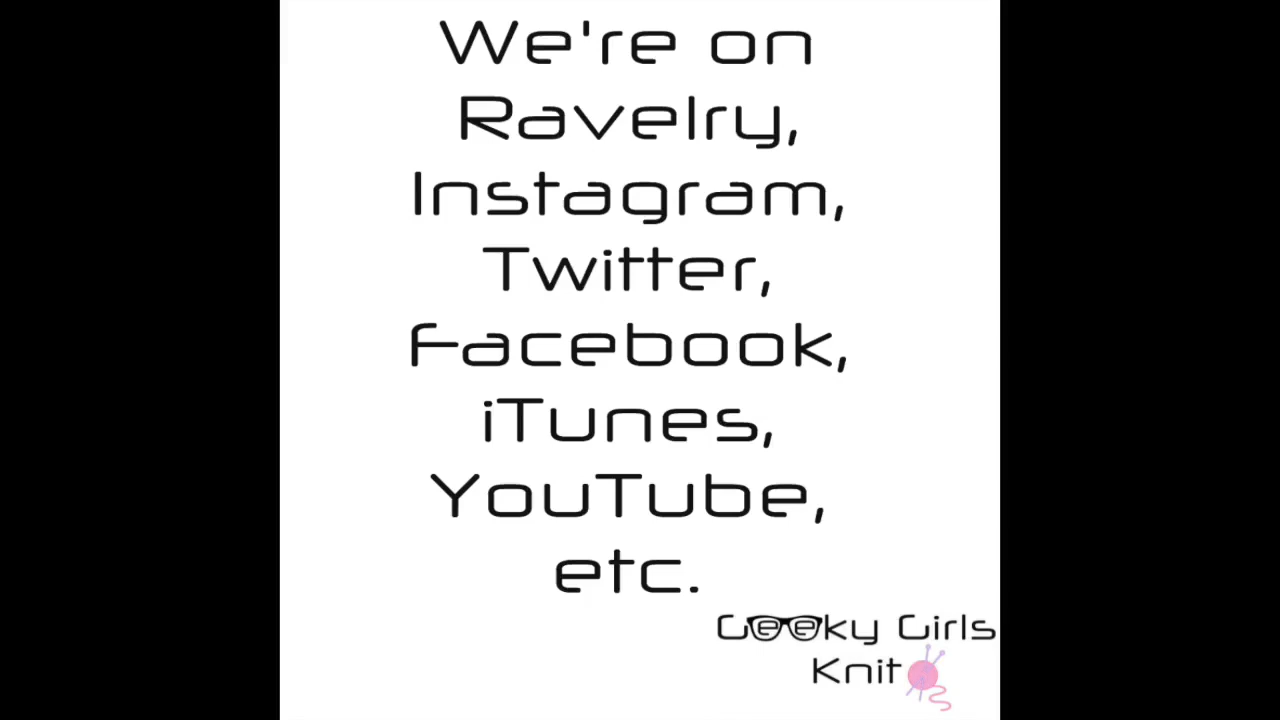 We're on
Ravelry,
Instagram,
Twitter,
Facebook,
iTunes,
YouTube,
etc.
Geeky Girls
Knit